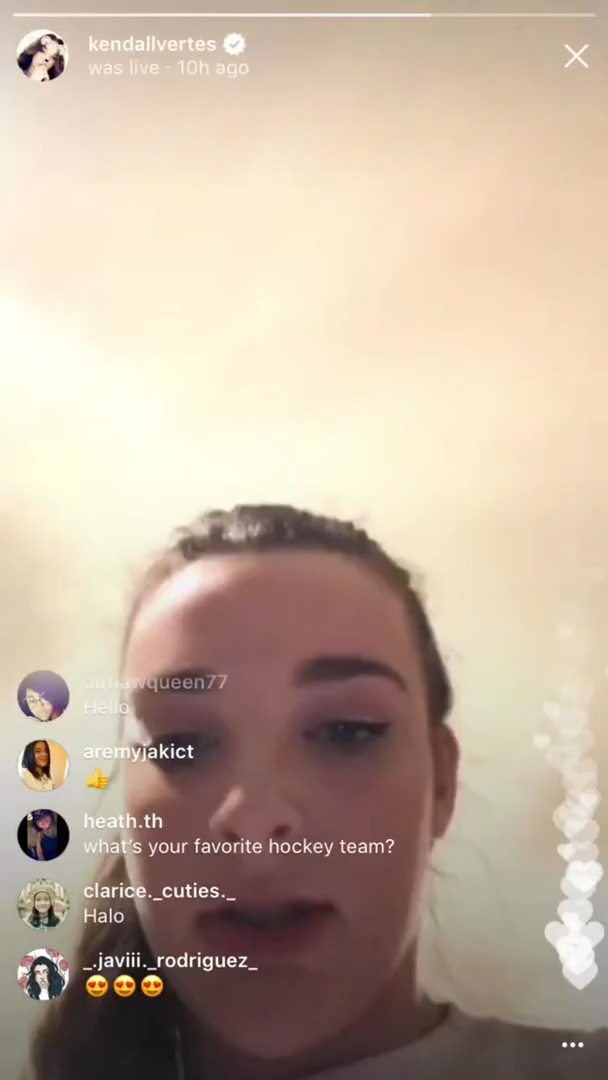 kendallvertes
was live · 10h ago
Hello
aremyjakict
👍
heath.th
what's your favorite hockey team?
clarice._cuties._
Halo
_.javiii._rodriguez_
😍😍😍